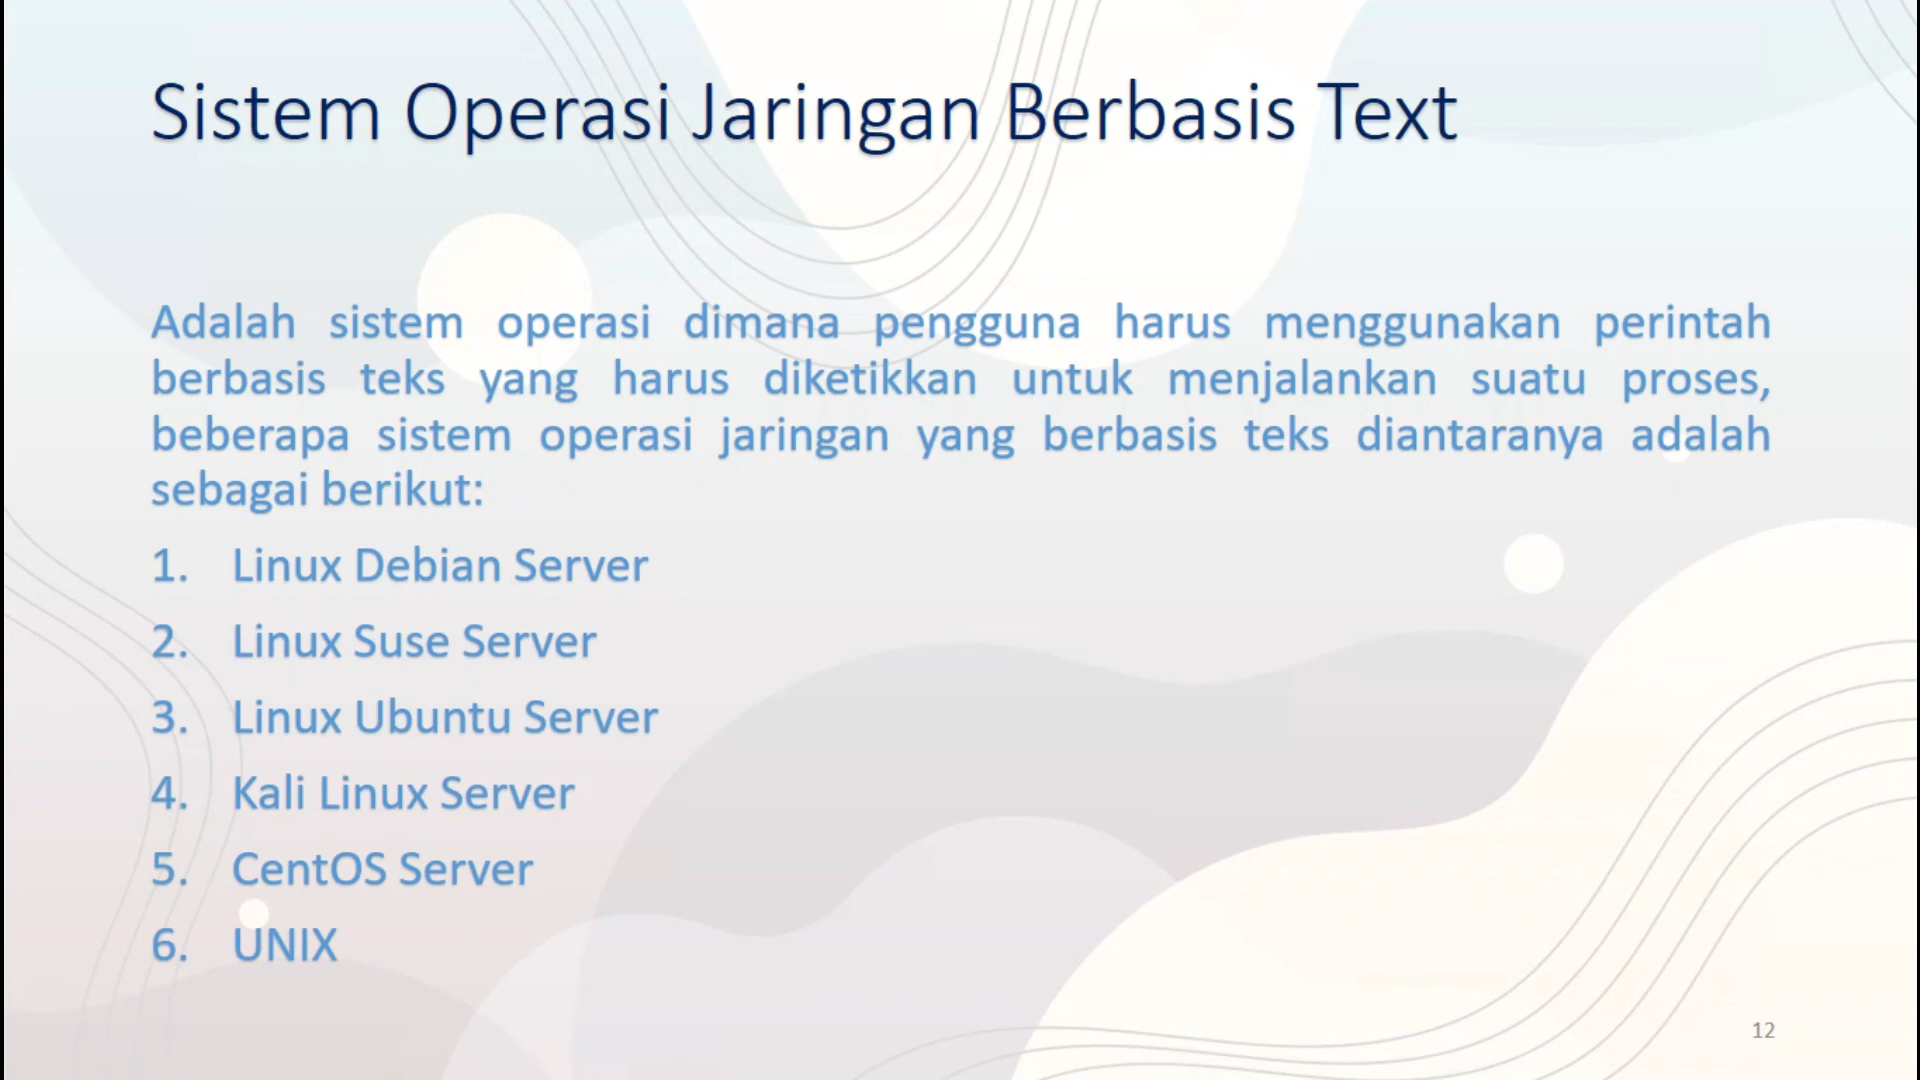 Sistem Operasi Jaringan Berbasis Text
Adalah sistem operasi dimana pengguna harus menggunakan perintah
berbasis teks yang harus diketikkan untuk menjalankan suatu proses,
beberapa sistem operasi jaringan yang berbasis teks diantaranya adalah
sebagai berikut:
1. Linux Debian Server
2. Linux Suse Server
3. Linux Ubuntu Server
4. Kali Linux Server
5. CentOS Server
6. UNIX
12